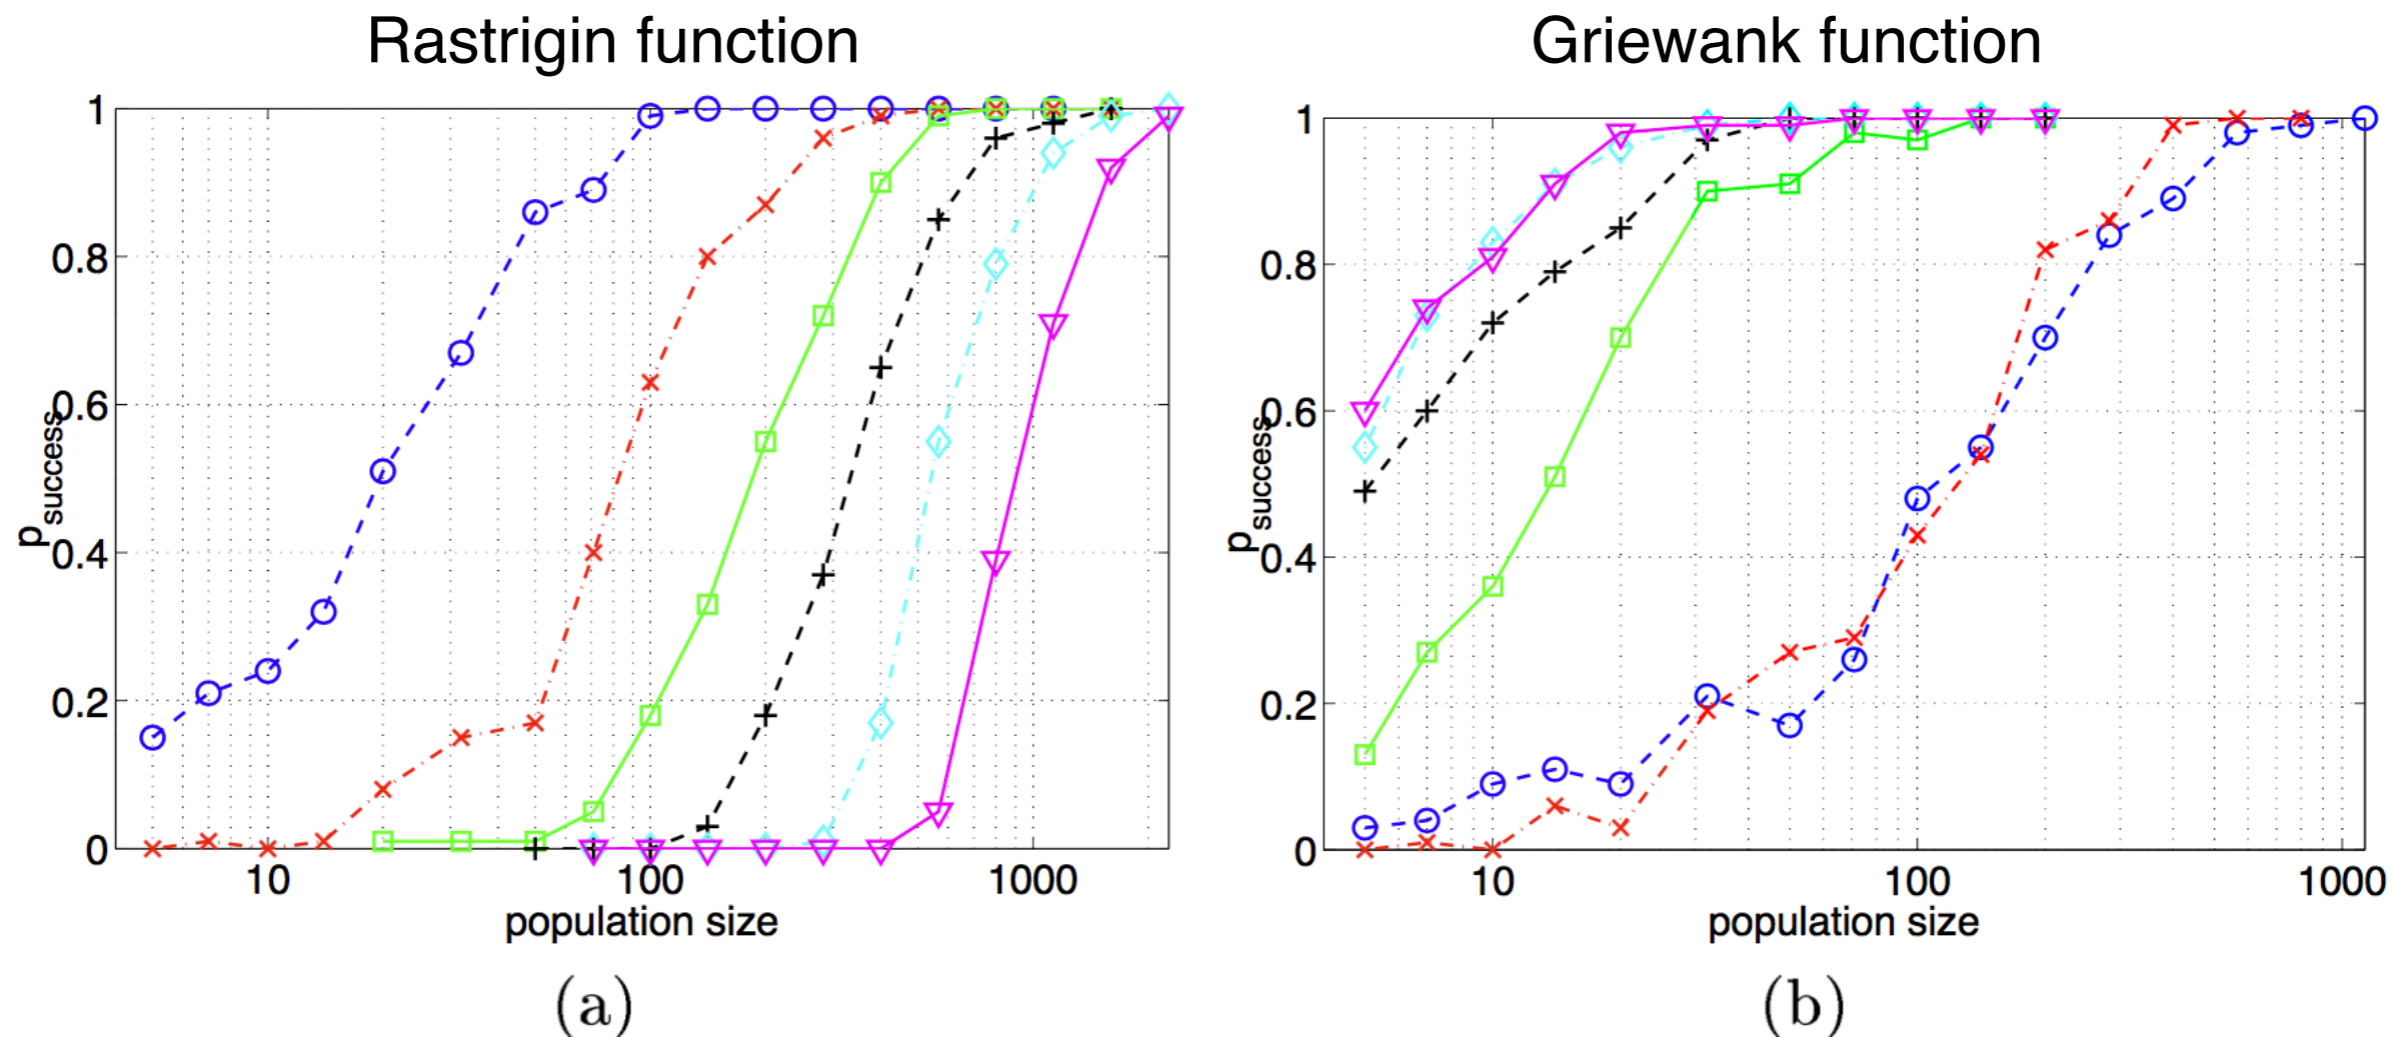 Rastrigin function
1
0.8
0.6
0.4
0.2
0
p_success
10 100 1000
population size
(a)
Griewank function
1
0.8
0.6
0.4
0.2
0
p_success
10 100 1000
population size
(b)